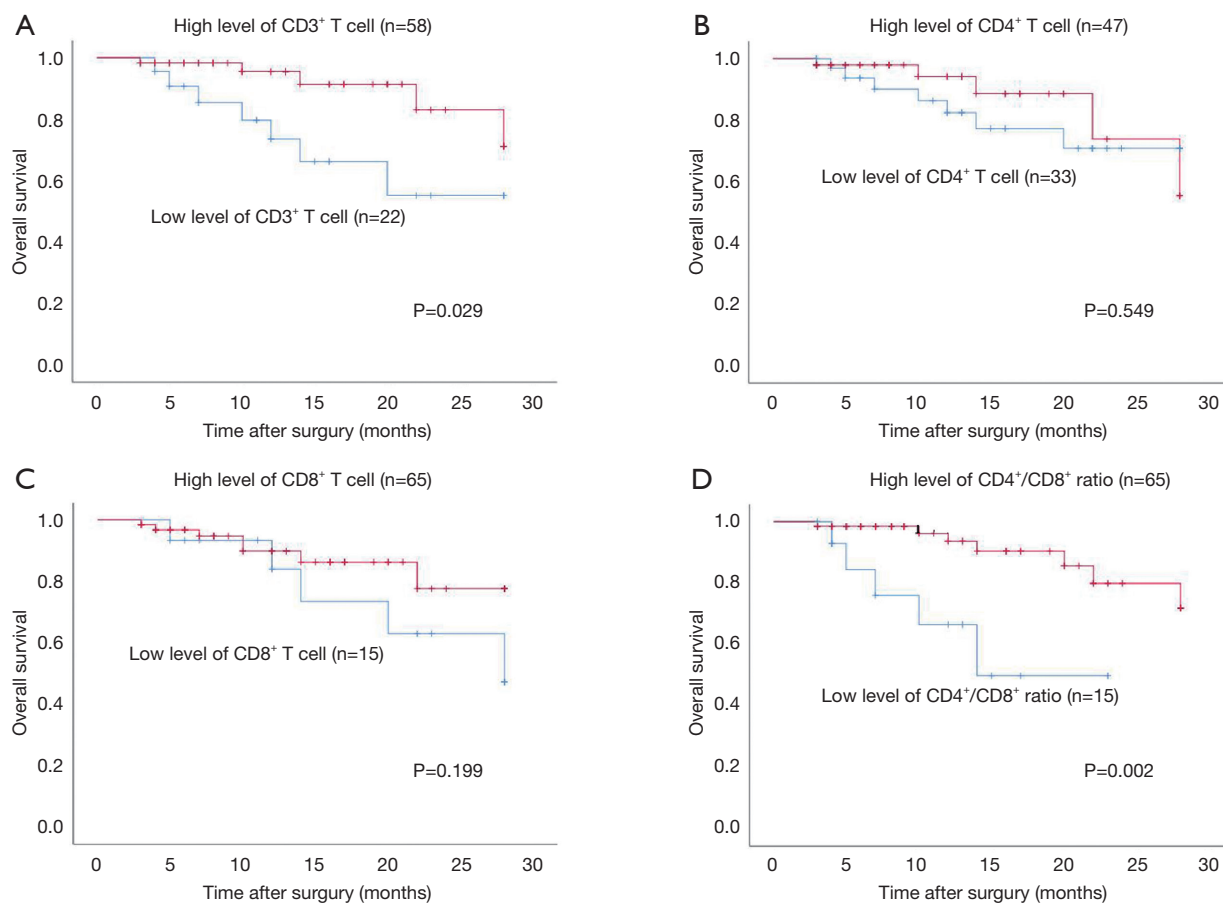 A
High level of CD3⁺ T cell (n=58)
1.0
0.8
0.6
0.4
0.2
0.0
Overall survival
Low level of CD3⁺ T cell (n=22)
P=0.029
0 5 10 15 20 25 30
Time after surgury (months)
B
High level of CD4⁺ T cell (n=47)
1.0
0.8
0.6
0.4
0.2
0.0
Overall survival
Low level of CD4⁺ T cell (n=33)
P=0.549
0 5 10 15 20 25 30
Time after surgury (months)
C
High level of CD8⁺ T cell (n=65)
1.0
0.8
0.6
0.4
0.2
0.0
Overall survival
Low level of CD8⁺ T cell (n=15)
P=0.199
0 5 10 15 20 25 30
Time after surgury (months)
D
High level of CD4⁺/CD8⁺ ratio (n=65)
1.0
0.8
0.6
0.4
0.2
0.0
Overall survival
Low level of CD4⁺/CD8⁺ ratio (n=15)
P=0.002
0 5 10 15 20 25 30
Time after surgury (months)